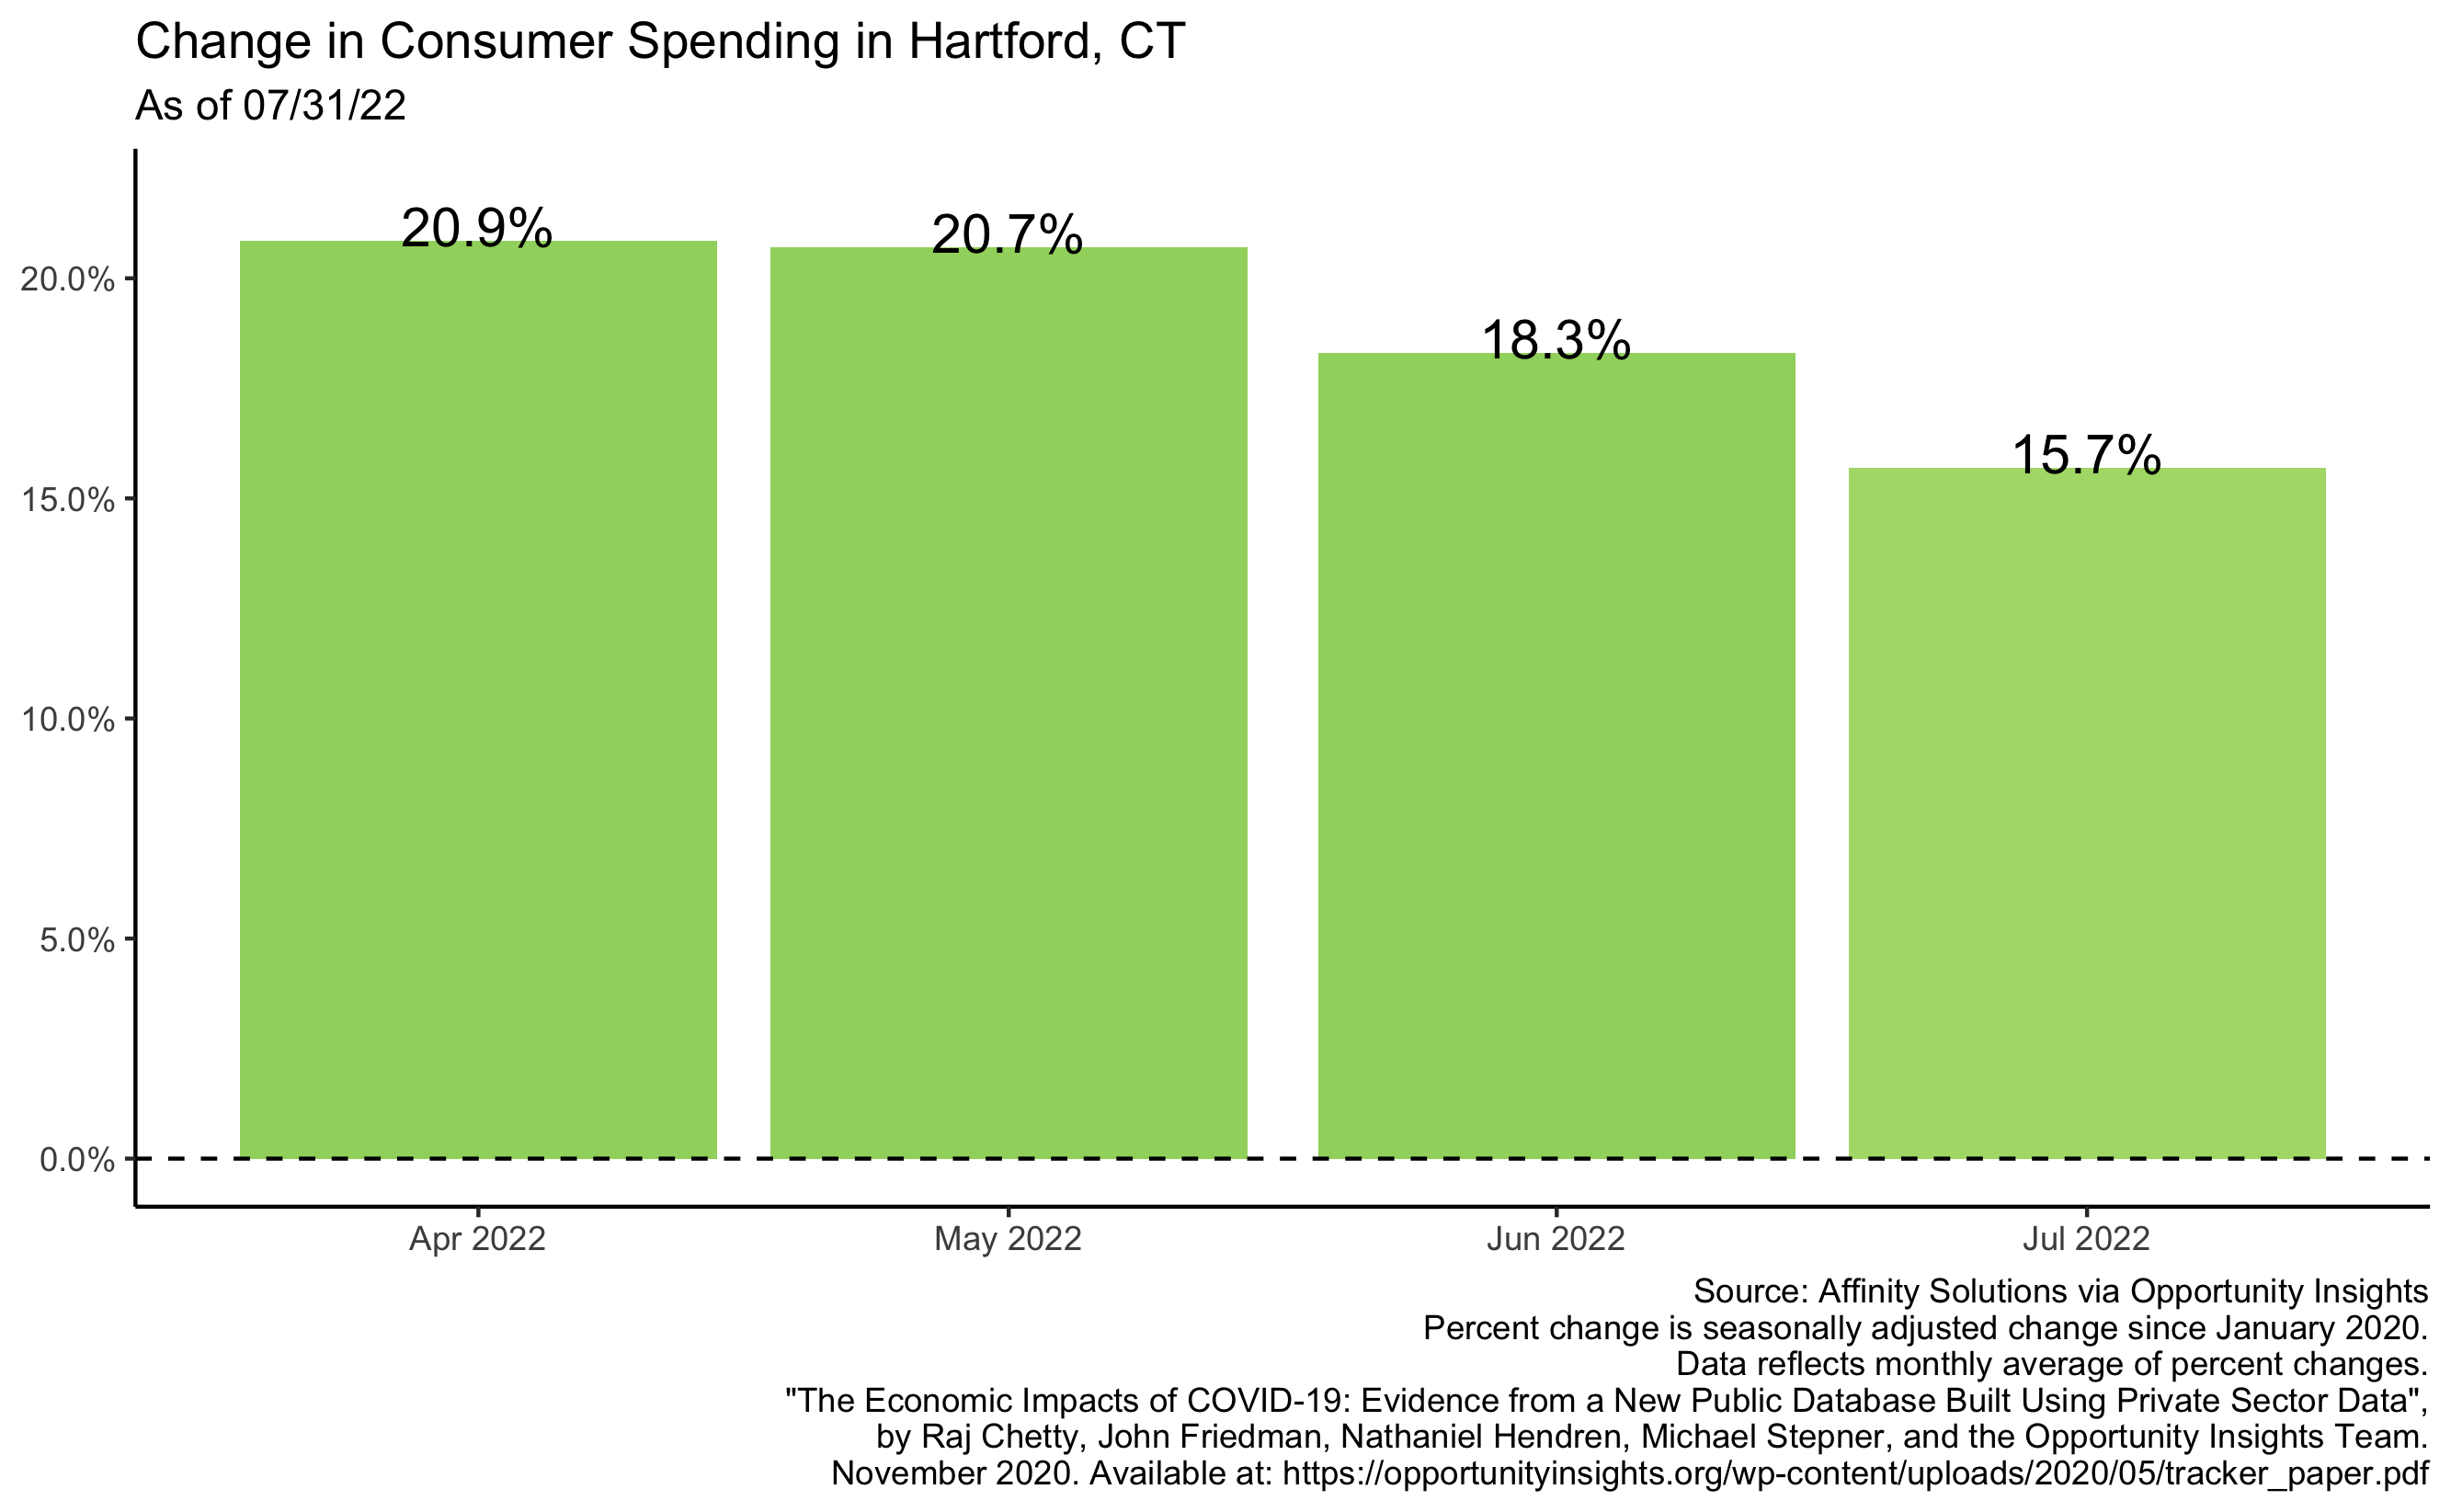 Change in Consumer Spending in Hartford, CT
As of 07/31/22
20.9%
20.7%
18.3%
15.7%
20.0%
15.0%
10.0%
5.0%
0.0%
Apr 2022
May 2022
Jun 2022
Jul 2022
Source: Affinity Solutions via Opportunity Insights
Percent change is seasonally adjusted change since January 2020.
Data reflects monthly average of percent changes.
"The Economic Impacts of COVID-19: Evidence from a New Public Database Built Using Private Sector Data",
by Raj Chetty, John Friedman, Nathaniel Hendren, Michael Stepner, and the Opportunity Insights Team.
November 2020. Available at: https://opportunityinsights.org/wp-content/uploads/2020/05/tracker_paper.pdf